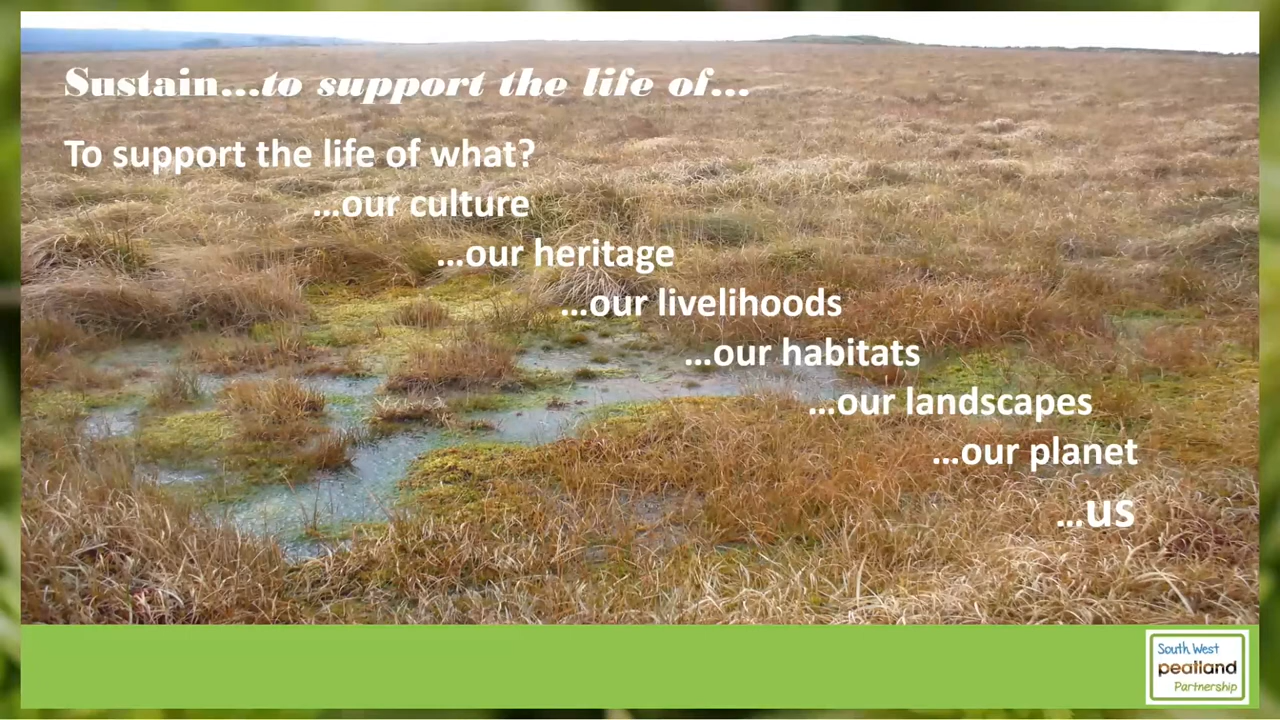 Sustain...to support the life of...
To support the life of what?
...our culture
...our heritage
...our livelihoods
...our habitats
...our landscapes
...our planet
...us
South West
peatland
Partnership